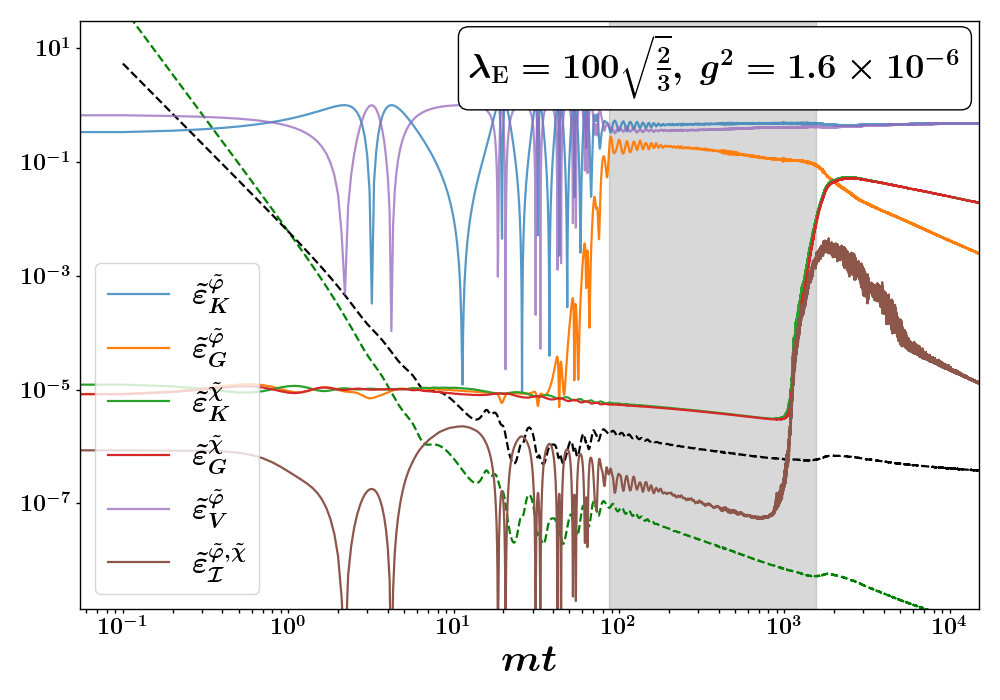 λ_E = 100√(2/3), g² = 1.6 × 10⁻⁶
10¹
10⁻¹
10⁻³
10⁻⁵
10⁻⁷
ε̃_K^φ̃
ε̃_G^φ̃
ε̃_K^χ̃
ε̃_G^χ̃
ε̃_V^φ̃
ε̃_I^φ̃,χ̃
10⁻¹ 10⁰ 10¹ 10² 10³ 10⁴
mt